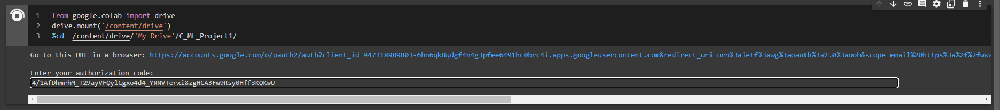 1 from google.colab import drive
2 drive.mount('/content/drive')
3 %cd /content/drive/'My Drive'/C_ML_Project1/
Go to this URL in a browser: https://accounts.google.com/o/oauth2/auth?client_id=947318989803-6bn6qk8qdgf4n4g3pfee6491hc0brc4i.apps.googleusercontent.com&redirect_uri=urn%3aietf%3awg%3aoauth%3a2.0%3aoob&scope=email%20https%3a%2f%2fwww
Enter your authorization code:
4/1AfDhmrhM_T29ayVFQylCgxo4d4_YRNVTerxi8zgHCA3Fw9Rsy0Hff3KQKwU